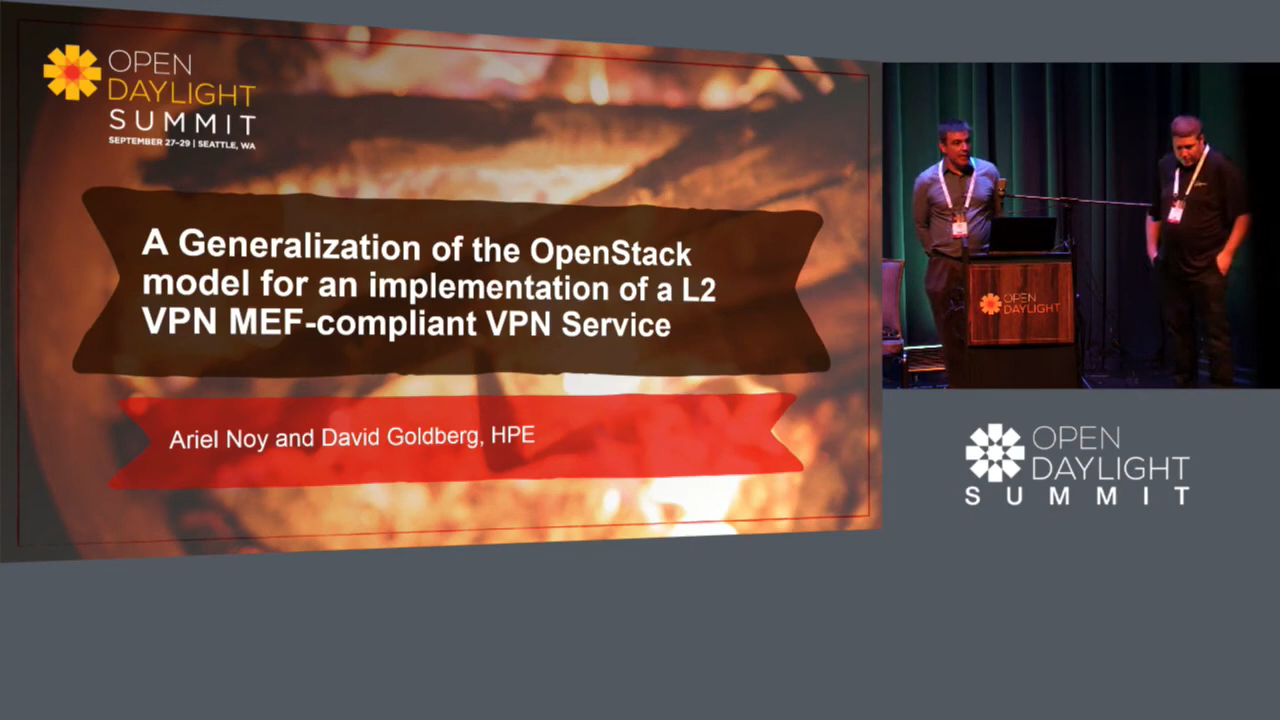 OPEN
DAYLIGHT
SUMMIT
SEPTEMBER 27-29 | SEATTLE, WA
A Generalization of the OpenStack
model for an implementation of a L2
VPN MEF-compliant VPN Service
Ariel Noy and David Goldberg, HPE
OPEN
DAYLIGHT
OPEN
DAYLIGHT
SUMMIT